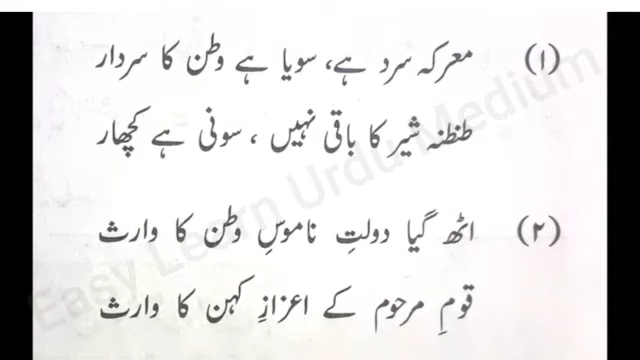 (۱) معرکہ سرد ہے، سویا ہے وطن کا سردار
طنطنہ شیر کا باقی نہیں، سونی ہے کچھار
(۲) اٹھ گیا دولتِ ناموسِ وطن کا وارث
قومِ مرحوم کے اعزازِ کہن کا وارث
Easy Learn Urdu Medium